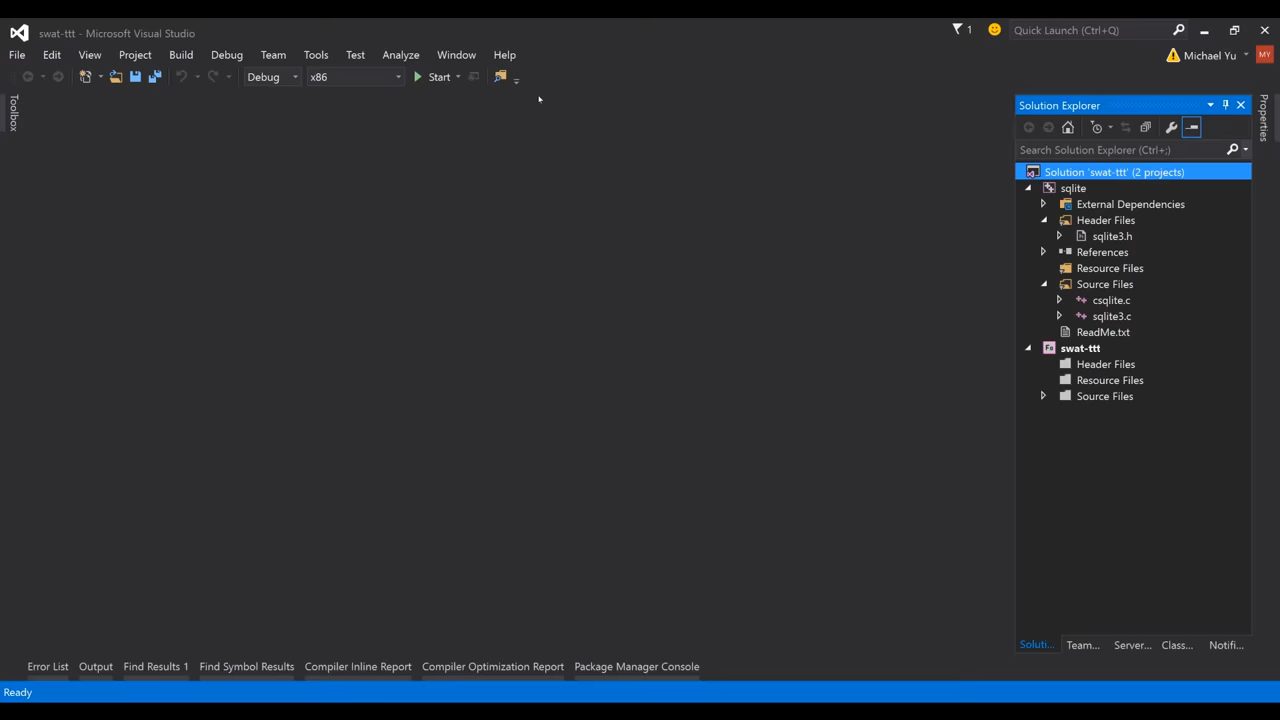 swat-ttt - Microsoft Visual Studio
1
Quick Launch (Ctrl+Q)
File Edit View Project Build Debug Team Tools Test Analyze Window Help
Michael Yu MY
Debug x86 Start
Toolbox
Solution Explorer
Properties
Search Solution Explorer (Ctrl+;)
Solution 'swat-ttt' (2 projects)
sqlite
External Dependencies
Header Files
sqlite3.h
References
Resource Files
Source Files
csqlite.c
sqlite3.c
ReadMe.txt
swat-ttt
Header Files
Resource Files
Source Files
Soluti... Team... Server... Class... Notifi...
Error List Output Find Results 1 Find Symbol Results Compiler Inline Report Compiler Optimization Report Package Manager Console
Ready